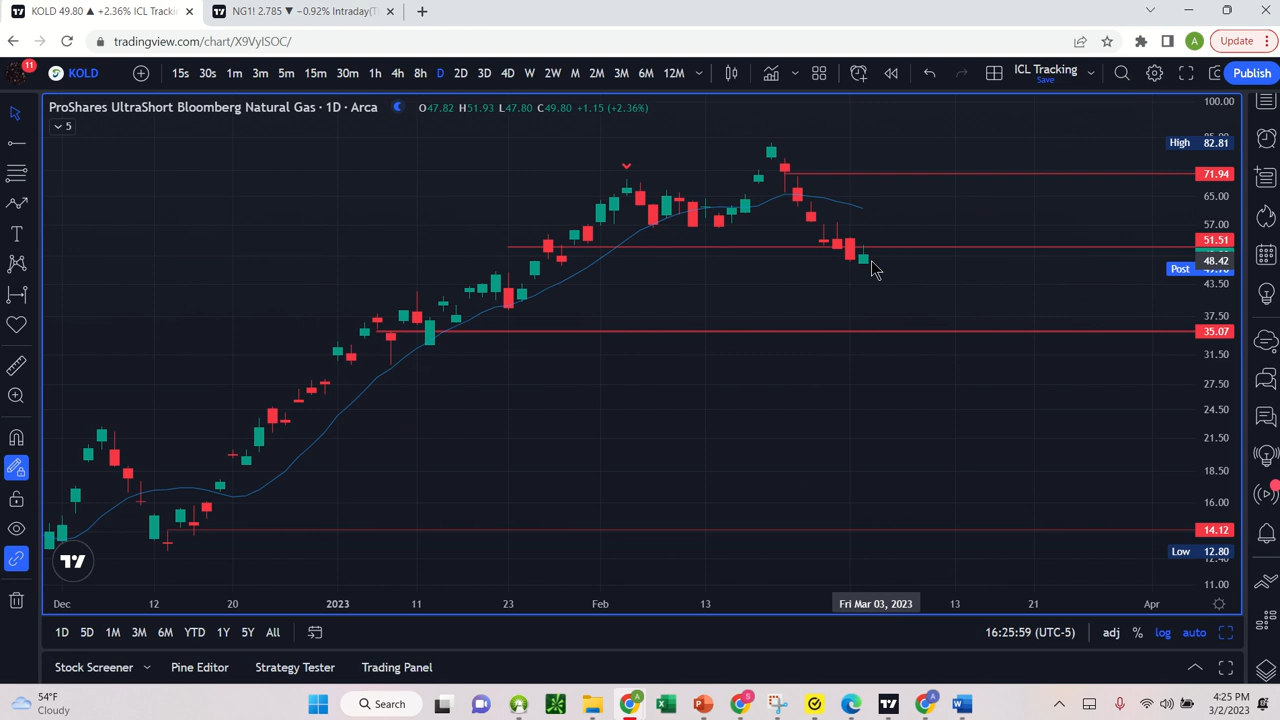 KOLD 49.80 ▲ +2.36% ICL Tracki
NG1! 2.785 ▼ −0.92% Intraday(T
tradingview.com/chart/X9VylSOC/
A
Update
11
KOLD
15s 30s 1m 3m 5m 15m 30m 1h 4h 8h D 2D 3D 4D W 2W M 2M 3M 6M 12M
ICL Tracking
Save
Publish
ProShares UltraShort Bloomberg Natural Gas · 1D · Arca
O47.82 H51.93 L47.80 C49.80 +1.15 (+2.36%)
5
100.00
High 82.81
71.94
65.00
57.00
51.51
48.42
Post
43.50
37.50
35.07
31.50
27.50
24.50
21.50
18.50
16.00
14.12
Low 12.80
11.00
Dec 12 20 2023 11 23 Feb 13 Fri Mar 03, 2023 13 21 Apr
1D 5D 1M 3M 6M YTD 1Y 5Y All
16:25:59 (UTC-5)
adj % log auto
Stock Screener Pine Editor Strategy Tester Trading Panel
54°F
Cloudy
Search
4:25 PM
3/2/2023